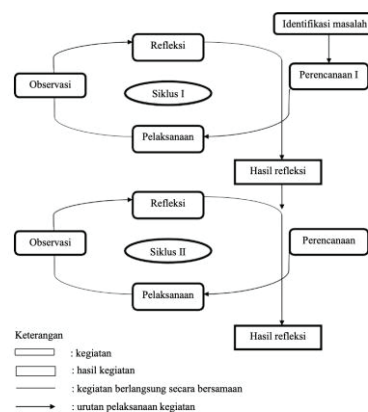 Identifikasi masalah
Refleksi
Perencanaan I
Observasi
Siklus I
Pelaksanaan
Hasil refleksi
Refleksi
Observasi
Siklus II
Perencanaan
Pelaksanaan
Hasil refleksi
Keterangan
: kegiatan
: hasil kegiatan
: kegiatan berlangsung secara bersamaan
: urutan pelaksanaan kegiatan